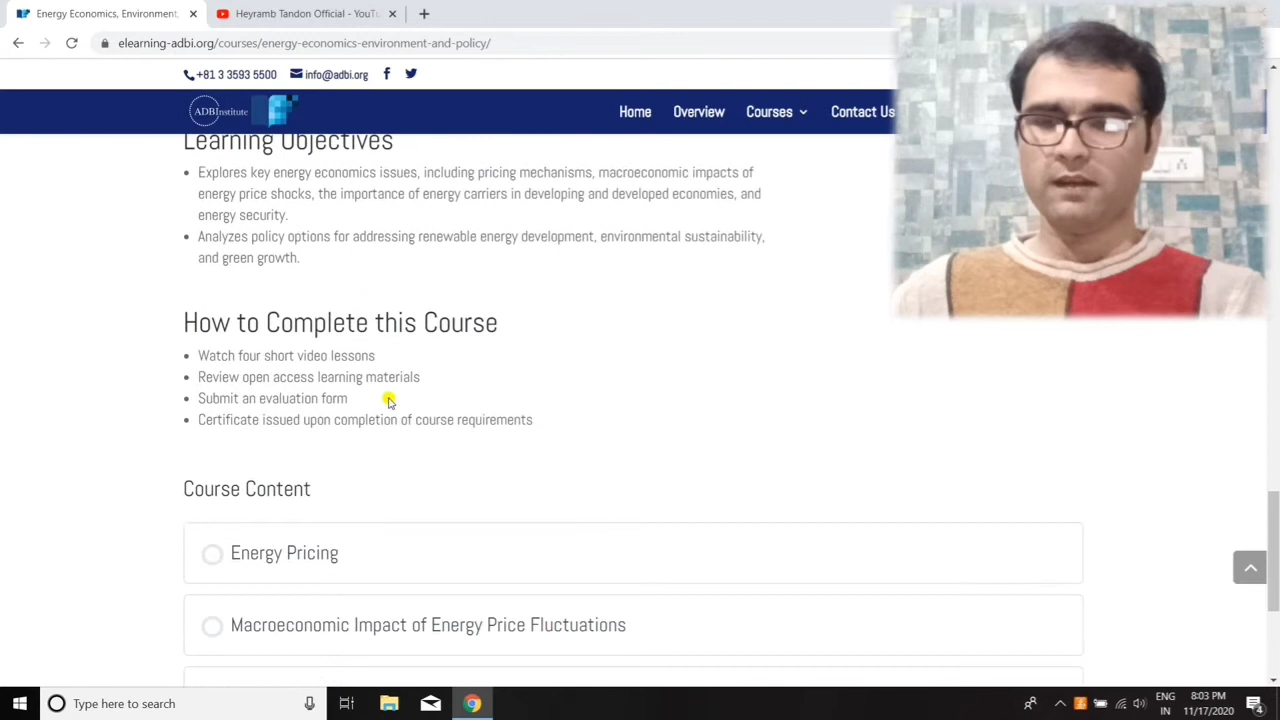 Energy Economics, Environment,
Heyramb Tandon Official - YouTu
elearning-adbi.org/courses/energy-economics-environment-and-policy/
+81 3 3593 5500
info@adbi.org
ADBInstitute
Home
Overview
Courses
Contact Us
Learning Objectives
Explores key energy economics issues, including pricing mechanisms, macroeconomic impacts of
energy price shocks, the importance of energy carriers in developing and developed economies, and
energy security.
Analyzes policy options for addressing renewable energy development, environmental sustainability,
and green growth.
How to Complete this Course
Watch four short video lessons
Review open access learning materials
Submit an evaluation form
Certificate issued upon completion of course requirements
Course Content
Energy Pricing
Macroeconomic Impact of Energy Price Fluctuations
Type here to search
ENG
IN
8:03 PM
11/17/2020
4